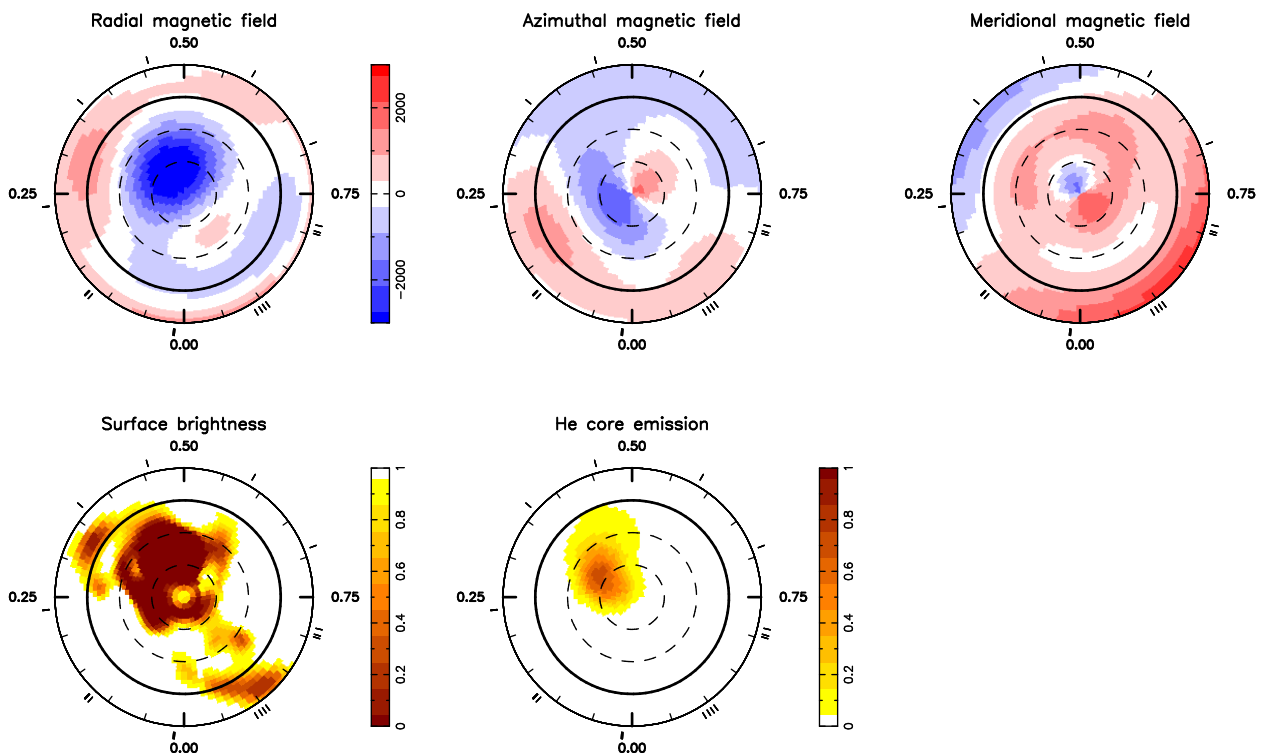 Radial magnetic field Azimuthal magnetic field Meridional magnetic field
0.50 0.50 0.50
2000
0.25 0.75 0 0.25 0.75 0.25 0.75
−2000
0.00 0.00 0.00
Surface brightness He core emission
0.50 0.50
1 1
0.8 0.8
0.6 0.6
0.25 0.75 0.25 0.75
0.4 0.4
0.2 0.2
0 0
0.00 0.00